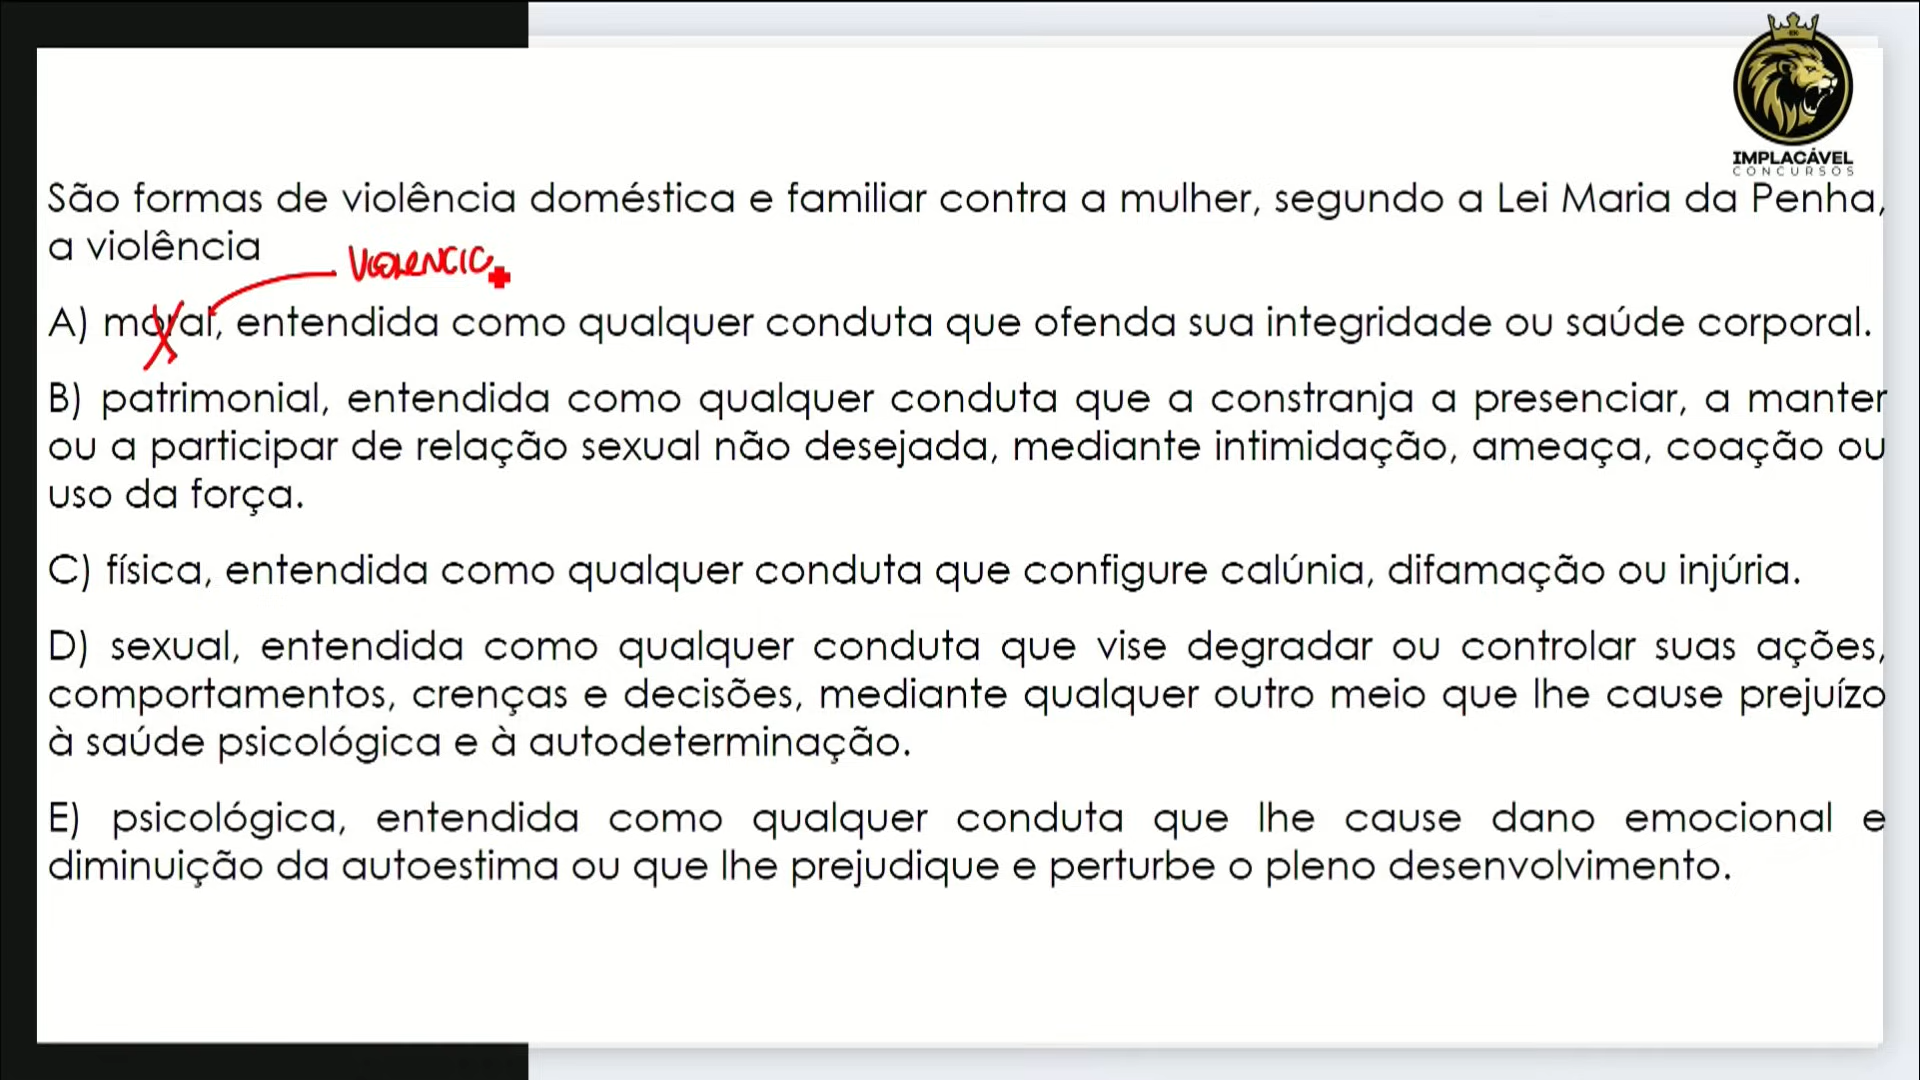 IMPLACÁVEL
CONCURSOS
São formas de violência doméstica e familiar contra a mulher, segundo a Lei Maria da Penha,
a violência
VIOLENCIC
A) moral, entendida como qualquer conduta que ofenda sua integridade ou saúde corporal.
B) patrimonial, entendida como qualquer conduta que a constranja a presenciar, a manter
ou a participar de relação sexual não desejada, mediante intimidação, ameaça, coação ou
uso da força.
C) física, entendida como qualquer conduta que configure calúnia, difamação ou injúria.
D) sexual, entendida como qualquer conduta que vise degradar ou controlar suas ações,
comportamentos, crenças e decisões, mediante qualquer outro meio que lhe cause prejuízo
à saúde psicológica e à autodeterminação.
E) psicológica, entendida como qualquer conduta que lhe cause dano emocional e
diminuição da autoestima ou que lhe prejudique e perturbe o pleno desenvolvimento.